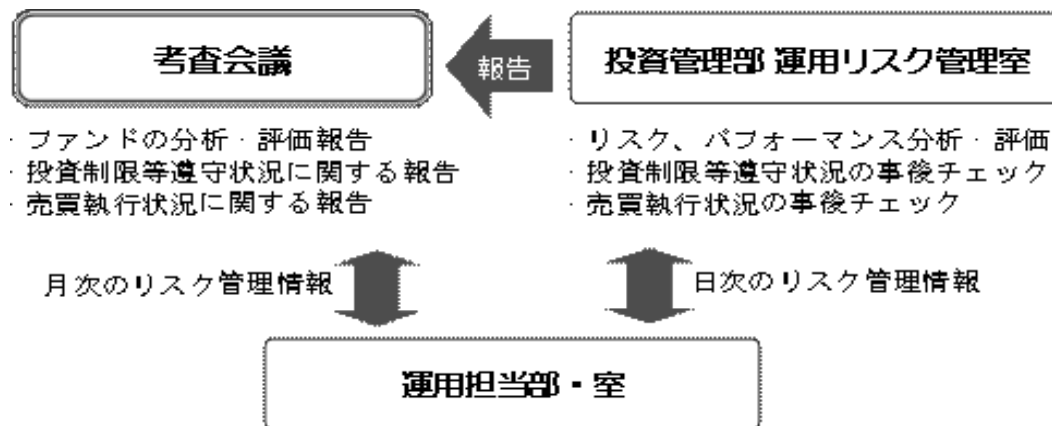 考査会議
報告
投資管理部 運用リスク管理室
· ファンドの分析・評価報告
· 投資制限等遵守状況に関する報告
· 売買執行状況に関する報告
· リスク、パフォーマンス分析・評価
· 投資制限等遵守状況の事後チェック
· 売買執行状況の事後チェック
月次のリスク管理情報
日次のリスク管理情報
運用担当部・室